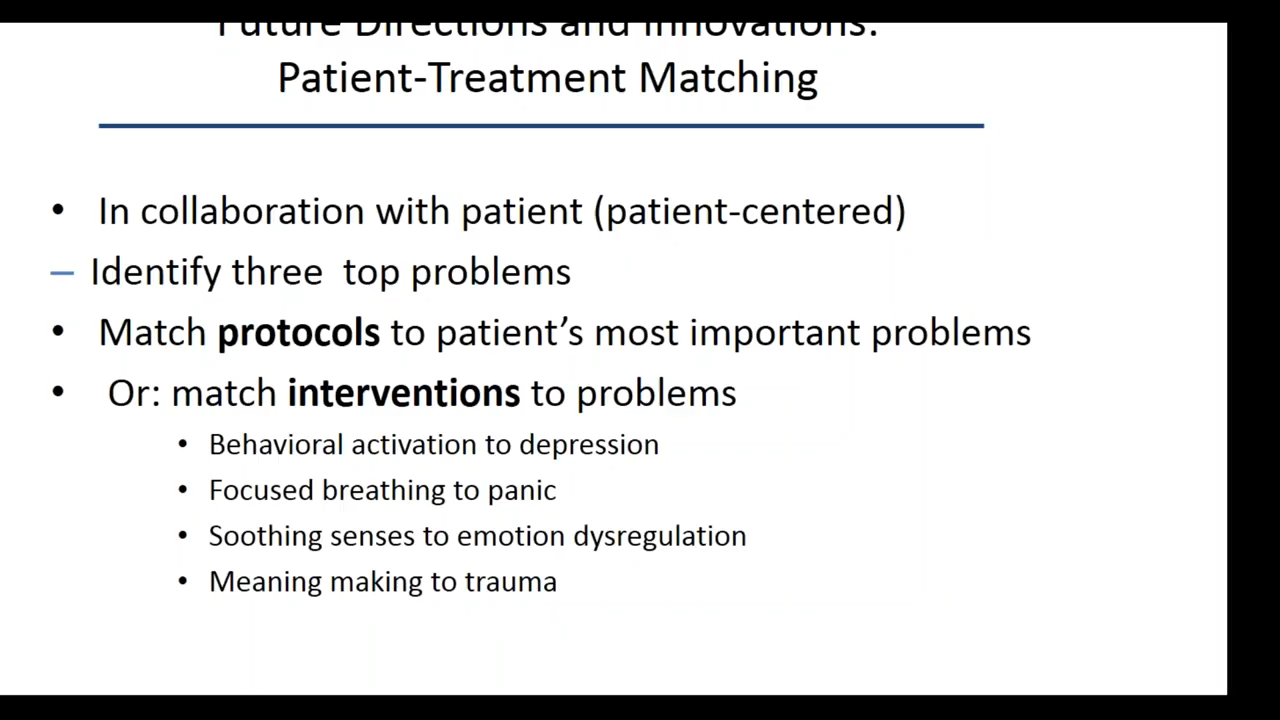 Future Directions and Innovations:
Patient-Treatment Matching
• In collaboration with patient (patient-centered)
– Identify three  top problems
• Match protocols to patient’s most important problems
• Or: match interventions to problems
• Behavioral activation to depression
• Focused breathing to panic
• Soothing senses to emotion dysregulation
• Meaning making to trauma